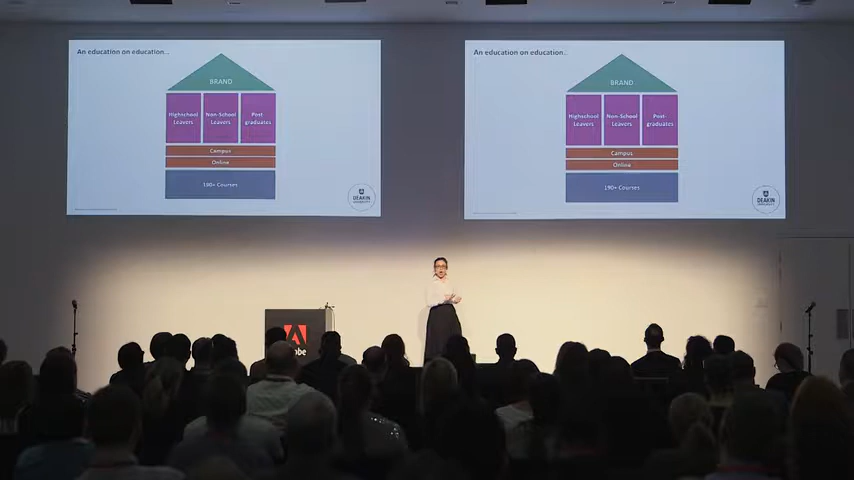 An education on education...
BRAND
Highschool Leavers
Non-School Leavers
Post-graduates
Campus
Online
190+ Courses
DEAKIN
UNIVERSITY
An education on education...
BRAND
Highschool Leavers
Non-School Leavers
Post-graduates
Campus
Online
190+ Courses
DEAKIN
UNIVERSITY
Adobe